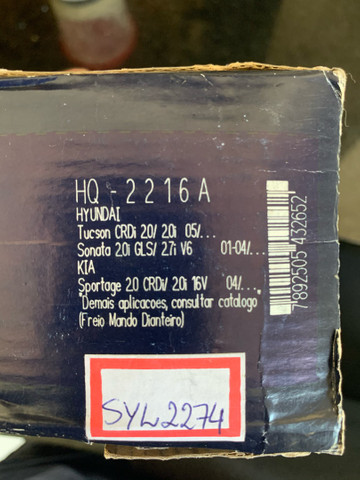 HQ - 2216 A
HYUNDAI
Tucson CRDi 2.0/ 2.0i 05/...
Sonata 2.0i GLS/ 2.7i V6 01-04/...
KIA
Sportage 2.0 CRDi/ 2.0i 16V 04/...
"Demais aplicacoes, consultar catalogo"
(Freio Mando Dianteiro)
7892505432652
SYL2274